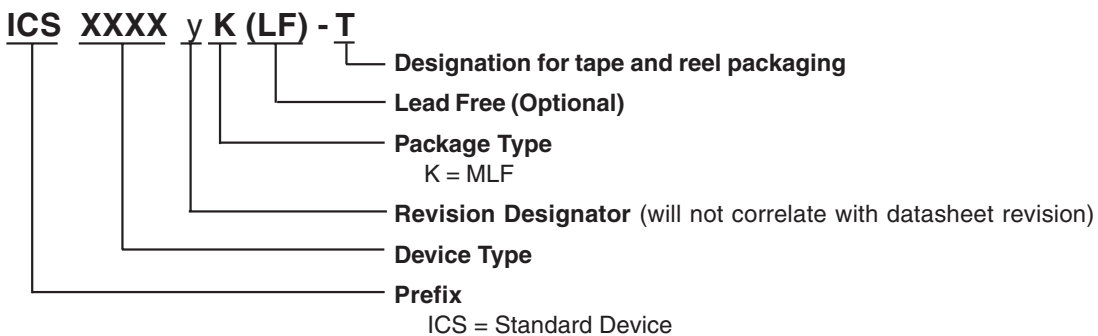 ICS XXXX y K (LF) - T
Designation for tape and reel packaging
Lead Free (Optional)
Package Type
K = MLF
Revision Designator (will not correlate with datasheet revision)
Device Type
Prefix
ICS = Standard Device